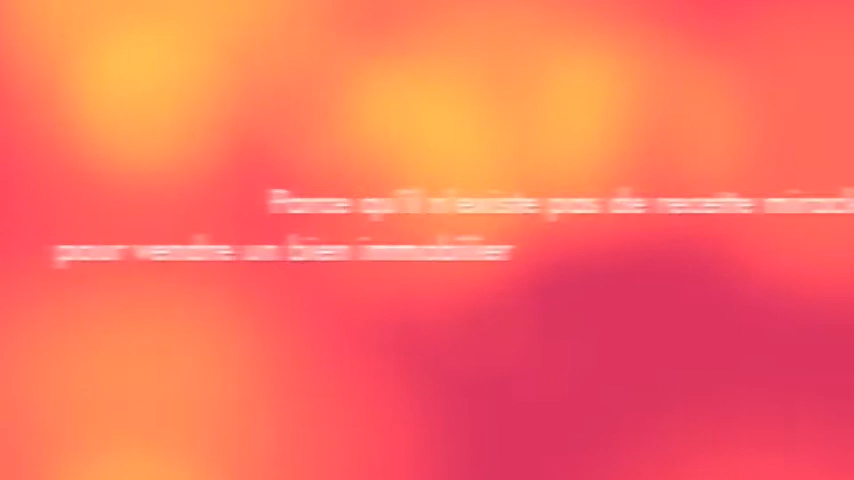 Parce qu'il n'existe pas de recette
pour vendre un bien immobilier